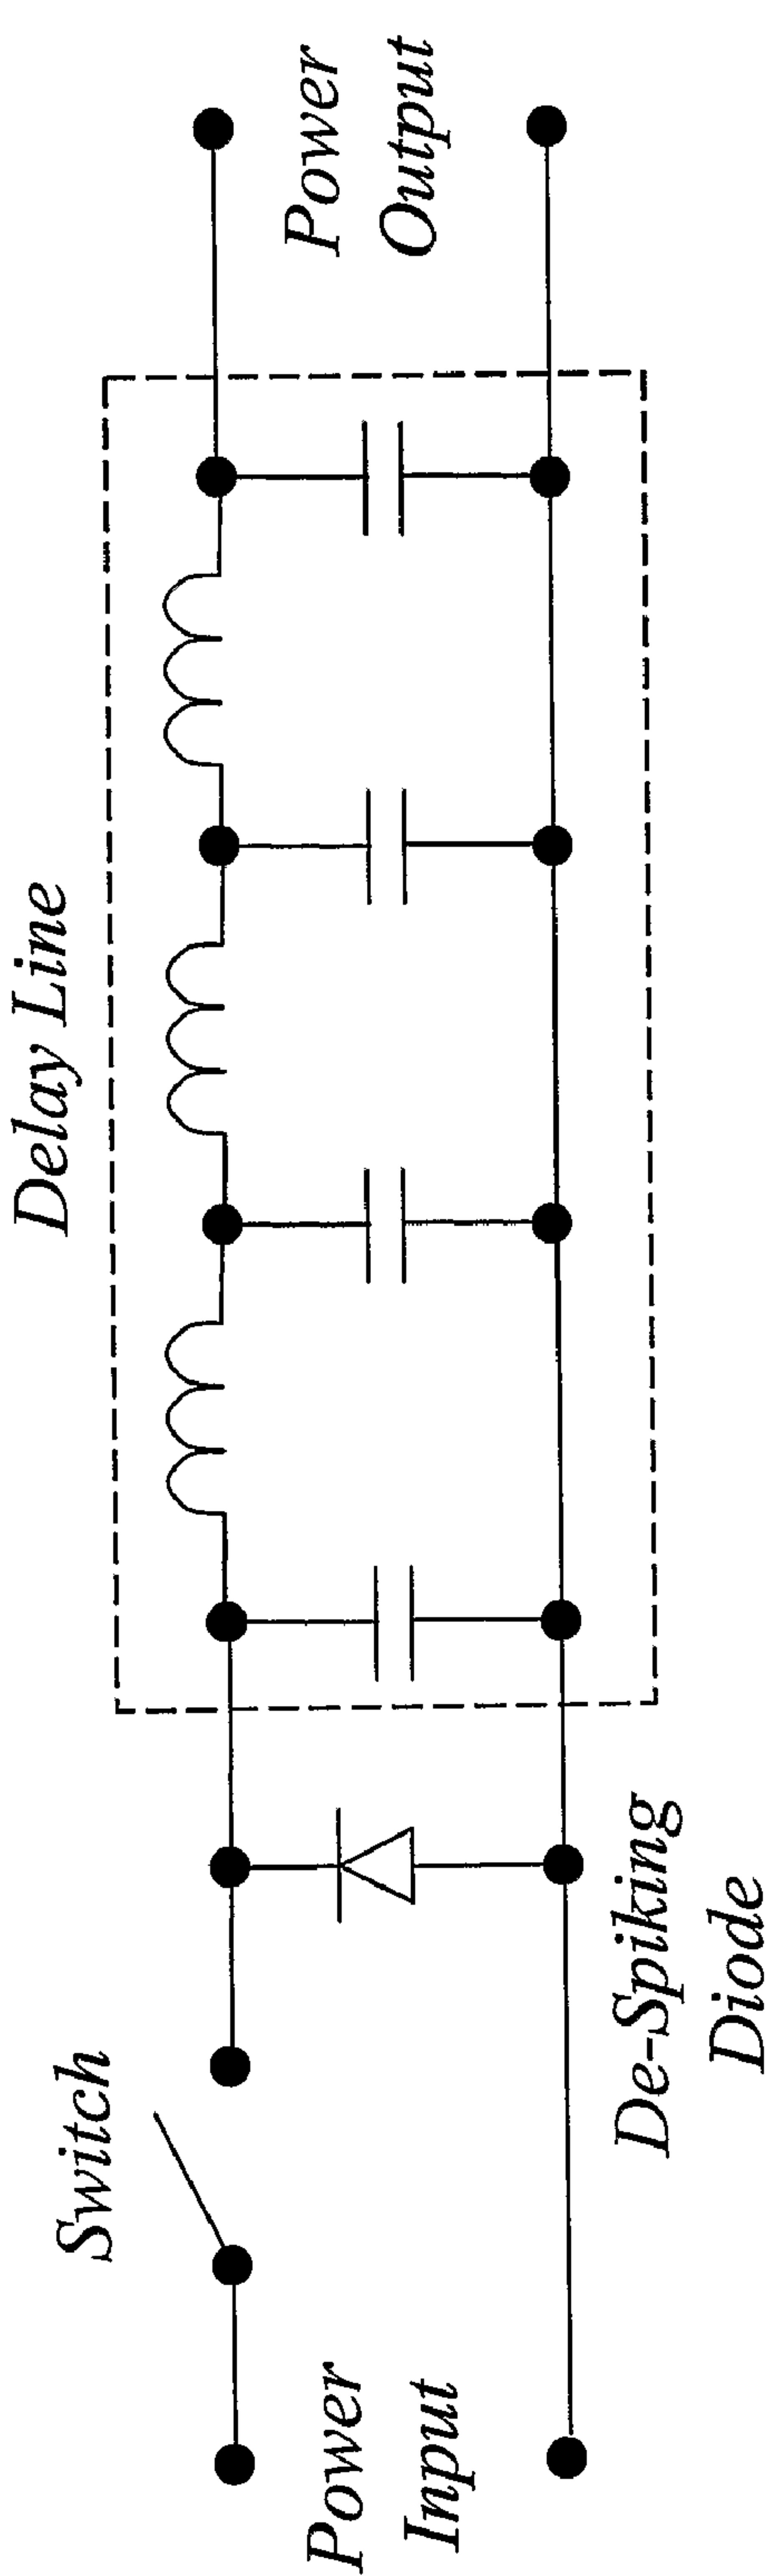 Delay Line
Switch
Power
Input
Power
Output
De-Spiking
Diode